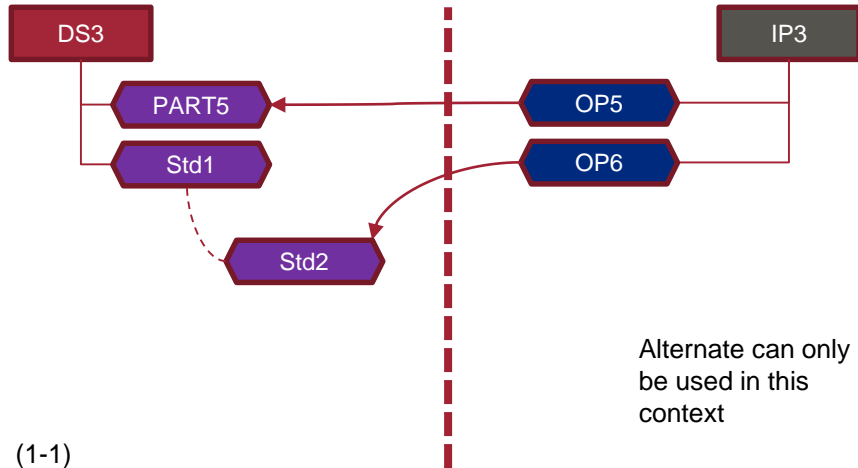 DS3
IP3
PART5
OP5
Std1
OP6
Std2
Alternate can only
be used in this
context
(1-1)